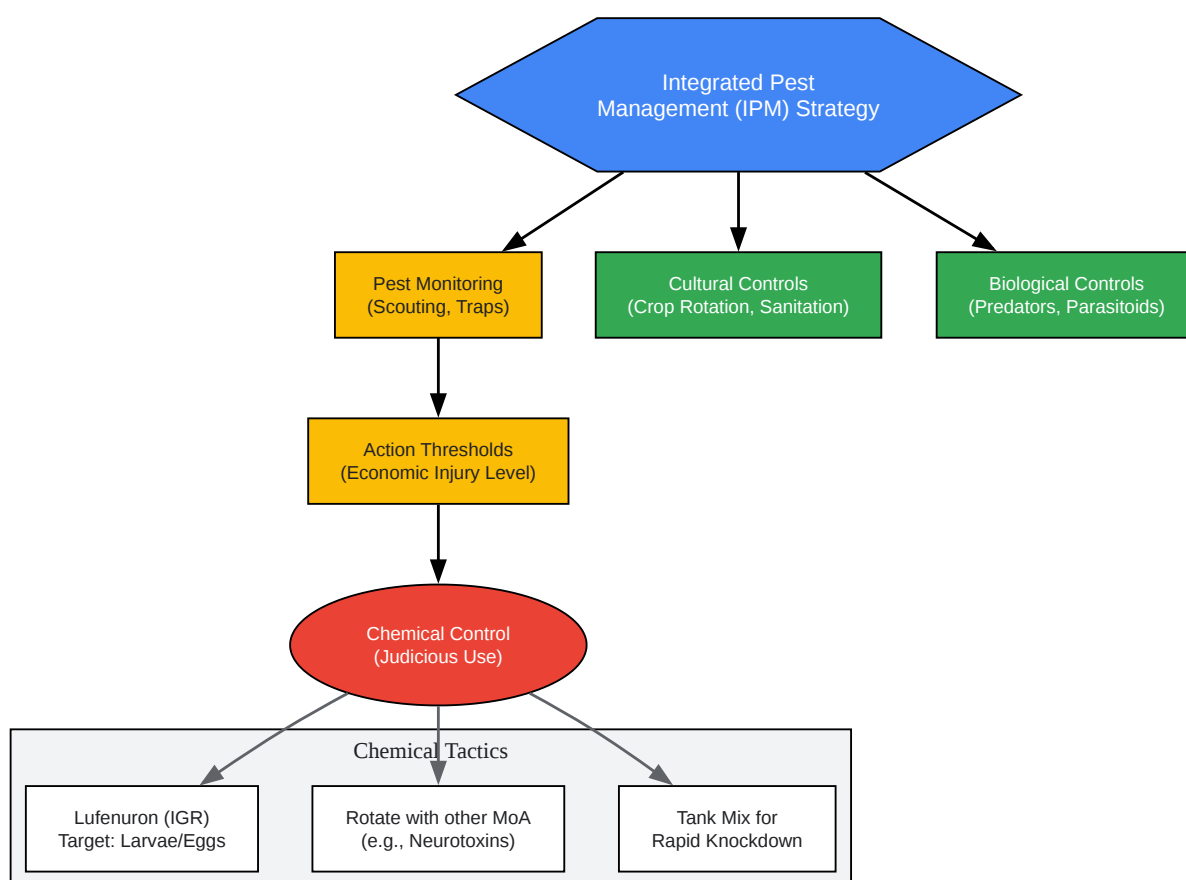 Integrated Pest
Management (IPM) Strategy
Pest Monitoring
(Scouting, Traps)
Cultural Controls
(Crop Rotation, Sanitation)
Biological Controls
(Predators, Parasitoids)
Action Thresholds
(Economic Injury Level)
Chemical Control
(Judicious Use)
Chemical Tactics
Lufenuron (IGR)
Target: Larvae/Eggs
Rotate with other MoA
(e.g., Neurotoxins)
Tank Mix for
Rapid Knockdown